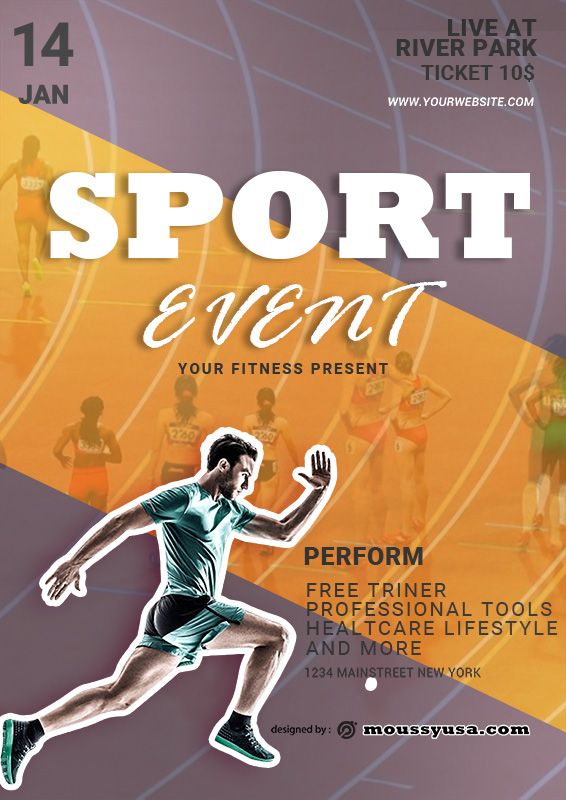 14
JAN
LIVE AT
RIVER PARK
TICKET 10$
WWW.YOURWEBSITE.COM
SPORT
EVENT
YOUR FITNESS PRESENT
PERFORM
FREE TRINER
PROFESSIONAL TOOLS
HEALTCARE LIFESTYLE
AND MORE
1234 MAINSTREET NEW YORK
designed by : moussyusa.com